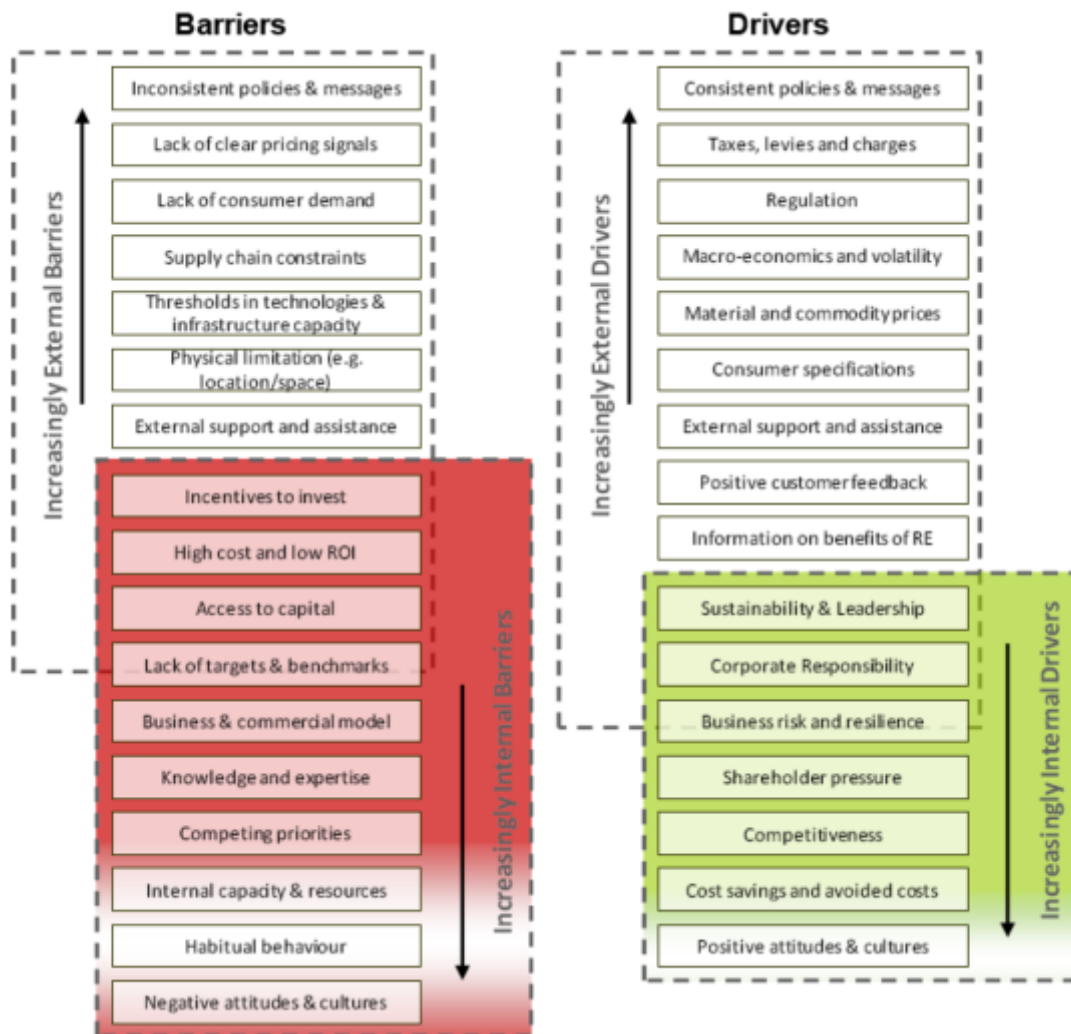 Barriers
Inconsistent policies & messages
Lack of clear pricing signals
Lack of consumer demand
Supply chain constraints
Thresholds in technologies &
infrastructure capacity
Physical limitation (e.g.
location/space)
External support and assistance
Incentives to invest
High cost and low ROI
Access to capital
Lack of targets & benchmarks
Business & commercial model
Knowledge and expertise
Competing priorities
Internal capacity & resources
Habitual behaviour
Negative attitudes & cultures
Increasingly External Barriers
Increasingly Internal Barriers
Drivers
Consistent policies & messages
Taxes, levies and charges
Regulation
Macro-economics and volatility
Material and commodity prices
Consumer specifications
External support and assistance
Positive customer feedback
Information on benefits of RE
Sustainability & Leadership
Corporate Responsibility
Business risk and resilience
Shareholder pressure
Competitiveness
Cost savings and avoided costs
Positive attitudes & cultures
Increasingly External Drivers
Increasingly Internal Drivers